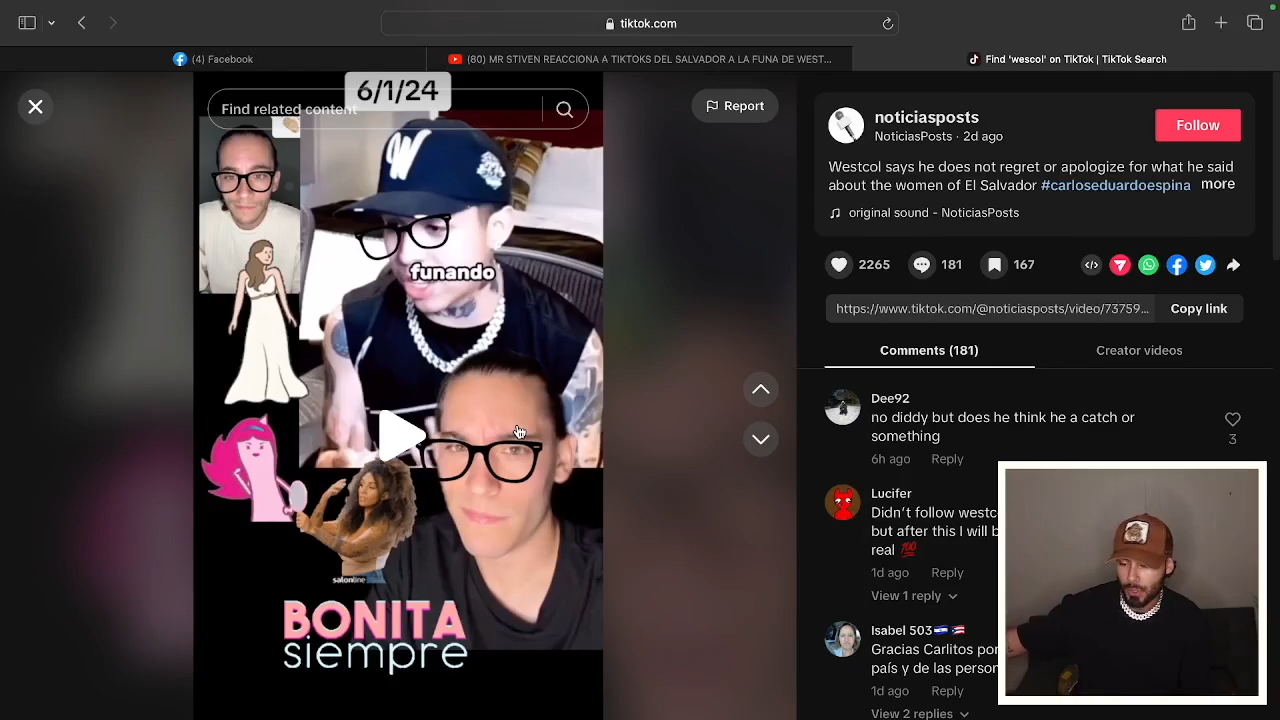 tiktok.com
(4) Facebook
(80) MR STIVEN REACCIONA A TIKTOKS DEL SALVADOR A LA FUNA DE WEST...
Find 'wescol' on TikTok | TikTok Search
6/1/24
Find related content
Report
W
funando
salonline
BONITA
siempre
noticiasposts
NoticiasPosts · 2d ago
Follow
Westcol says he does not regret or apologize for what he said
about the women of El Salvador #carloseduardoespina more
original sound - NoticiasPosts
2265
181
167
https://www.tiktok.com/@noticiasposts/video/73759...
Copy link
Comments (181)
Creator videos
Dee92
no diddy but does he think he a catch or
something
3
6h ago Reply
Lucifer
Didn't follow westc
but after this I will b
real 💯
1d ago Reply
View 1 reply
Isabel 503🇸🇻🇵🇷
Gracias Carlitos por
país y de las person
1d ago Reply
View 2 replies